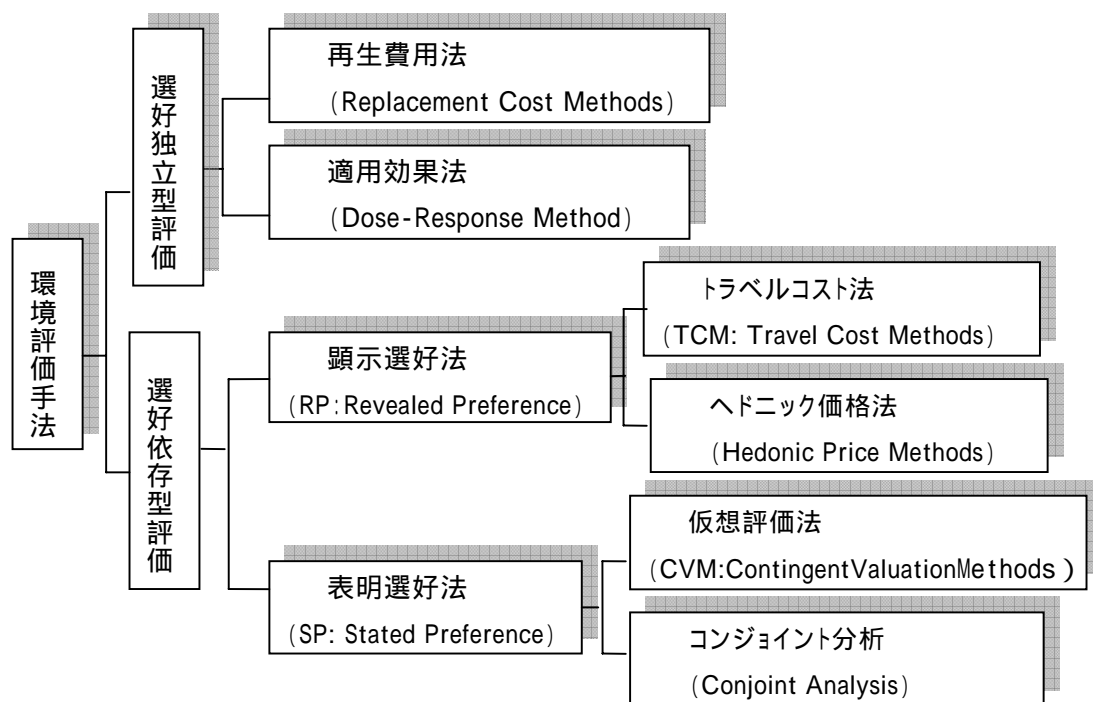 環境評価手法
選好独立型評価
再生費用法
(Replacement Cost Methods)
適用効果法
(Dose-Response Method)
選好依存型評価
顕示選好法
(RP:Revealed Preference)
トラベルコスト法
(TCM: Travel Cost Methods)
ヘドニック価格法
(Hedonic Price Methods)
表明選好法
(SP: Stated Preference)
仮想評価法
(CVM:ContingentValuationMethods)
コンジョイント分析
(Conjoint Analysis)